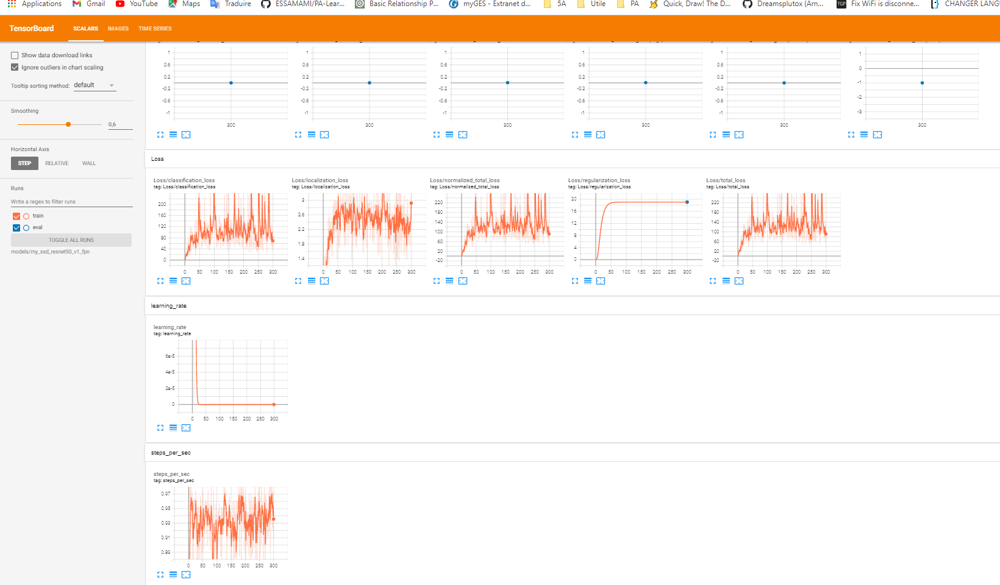 Applications Gmail YouTube Maps Traduire ESSAMAMI/PA-Lear... Basic Relationship P... myGES - Extranet d... 5A Utile PA Quick, Draw! The D... Dreamsplutox (Arn... TGP Fix WiFi is disconne... CHANGER LANGU
TensorBoard SCALARS IMAGES TIME SERIES
Show data download links
Ignore outliers in chart scaling
Tooltip sorting method: default
Smoothing
0,6
Horizontal Axis
STEP RELATIVE WALL
Runs
Write a regex to filter runs
train
eval
TOGGLE ALL RUNS
models/my_ssd_resnet50_v1_fpn
1
0.6
0.2
-0.2
-0.6
-1
300
1
0.6
0.2
-0.2
-0.6
-1
300
1
0.6
0.2
-0.2
-0.6
-1
300
1
0.6
0.2
-0.2
-0.6
-1
300
1
0.6
0.2
-0.2
-0.6
-1
300
1
0
-1
-2
-3
300
Loss
Loss/classification_loss
tag: Loss/classification_loss
200
160
120
80
40
0
0 50 100 150 200 250 300
Loss/localization_loss
tag: Loss/localization_loss
3
2.6
2.2
1.8
1.4
0 50 100 150 200 250 300
Loss/normalized_total_loss
tag: Loss/normalized_total_loss
220
180
140
100
60
20
-20
0 50 100 150 200 250 300
Loss/regularization_loss
tag: Loss/regularization_loss
20
16
12
8
4
0
0 50 100 150 200 250 300
Loss/total_loss
tag: Loss/total_loss
220
180
140
100
60
20
-20
0 50 100 150 200 250 300
learning_rate
learning_rate
tag: learning_rate
6e-5
4e-5
2e-5
0
0 50 100 150 200 250 300
steps_per_sec
steps_per_sec
tag: steps_per_sec
0.97
0.95
0.93
0.91
0.89
0 50 100 150 200 250 300